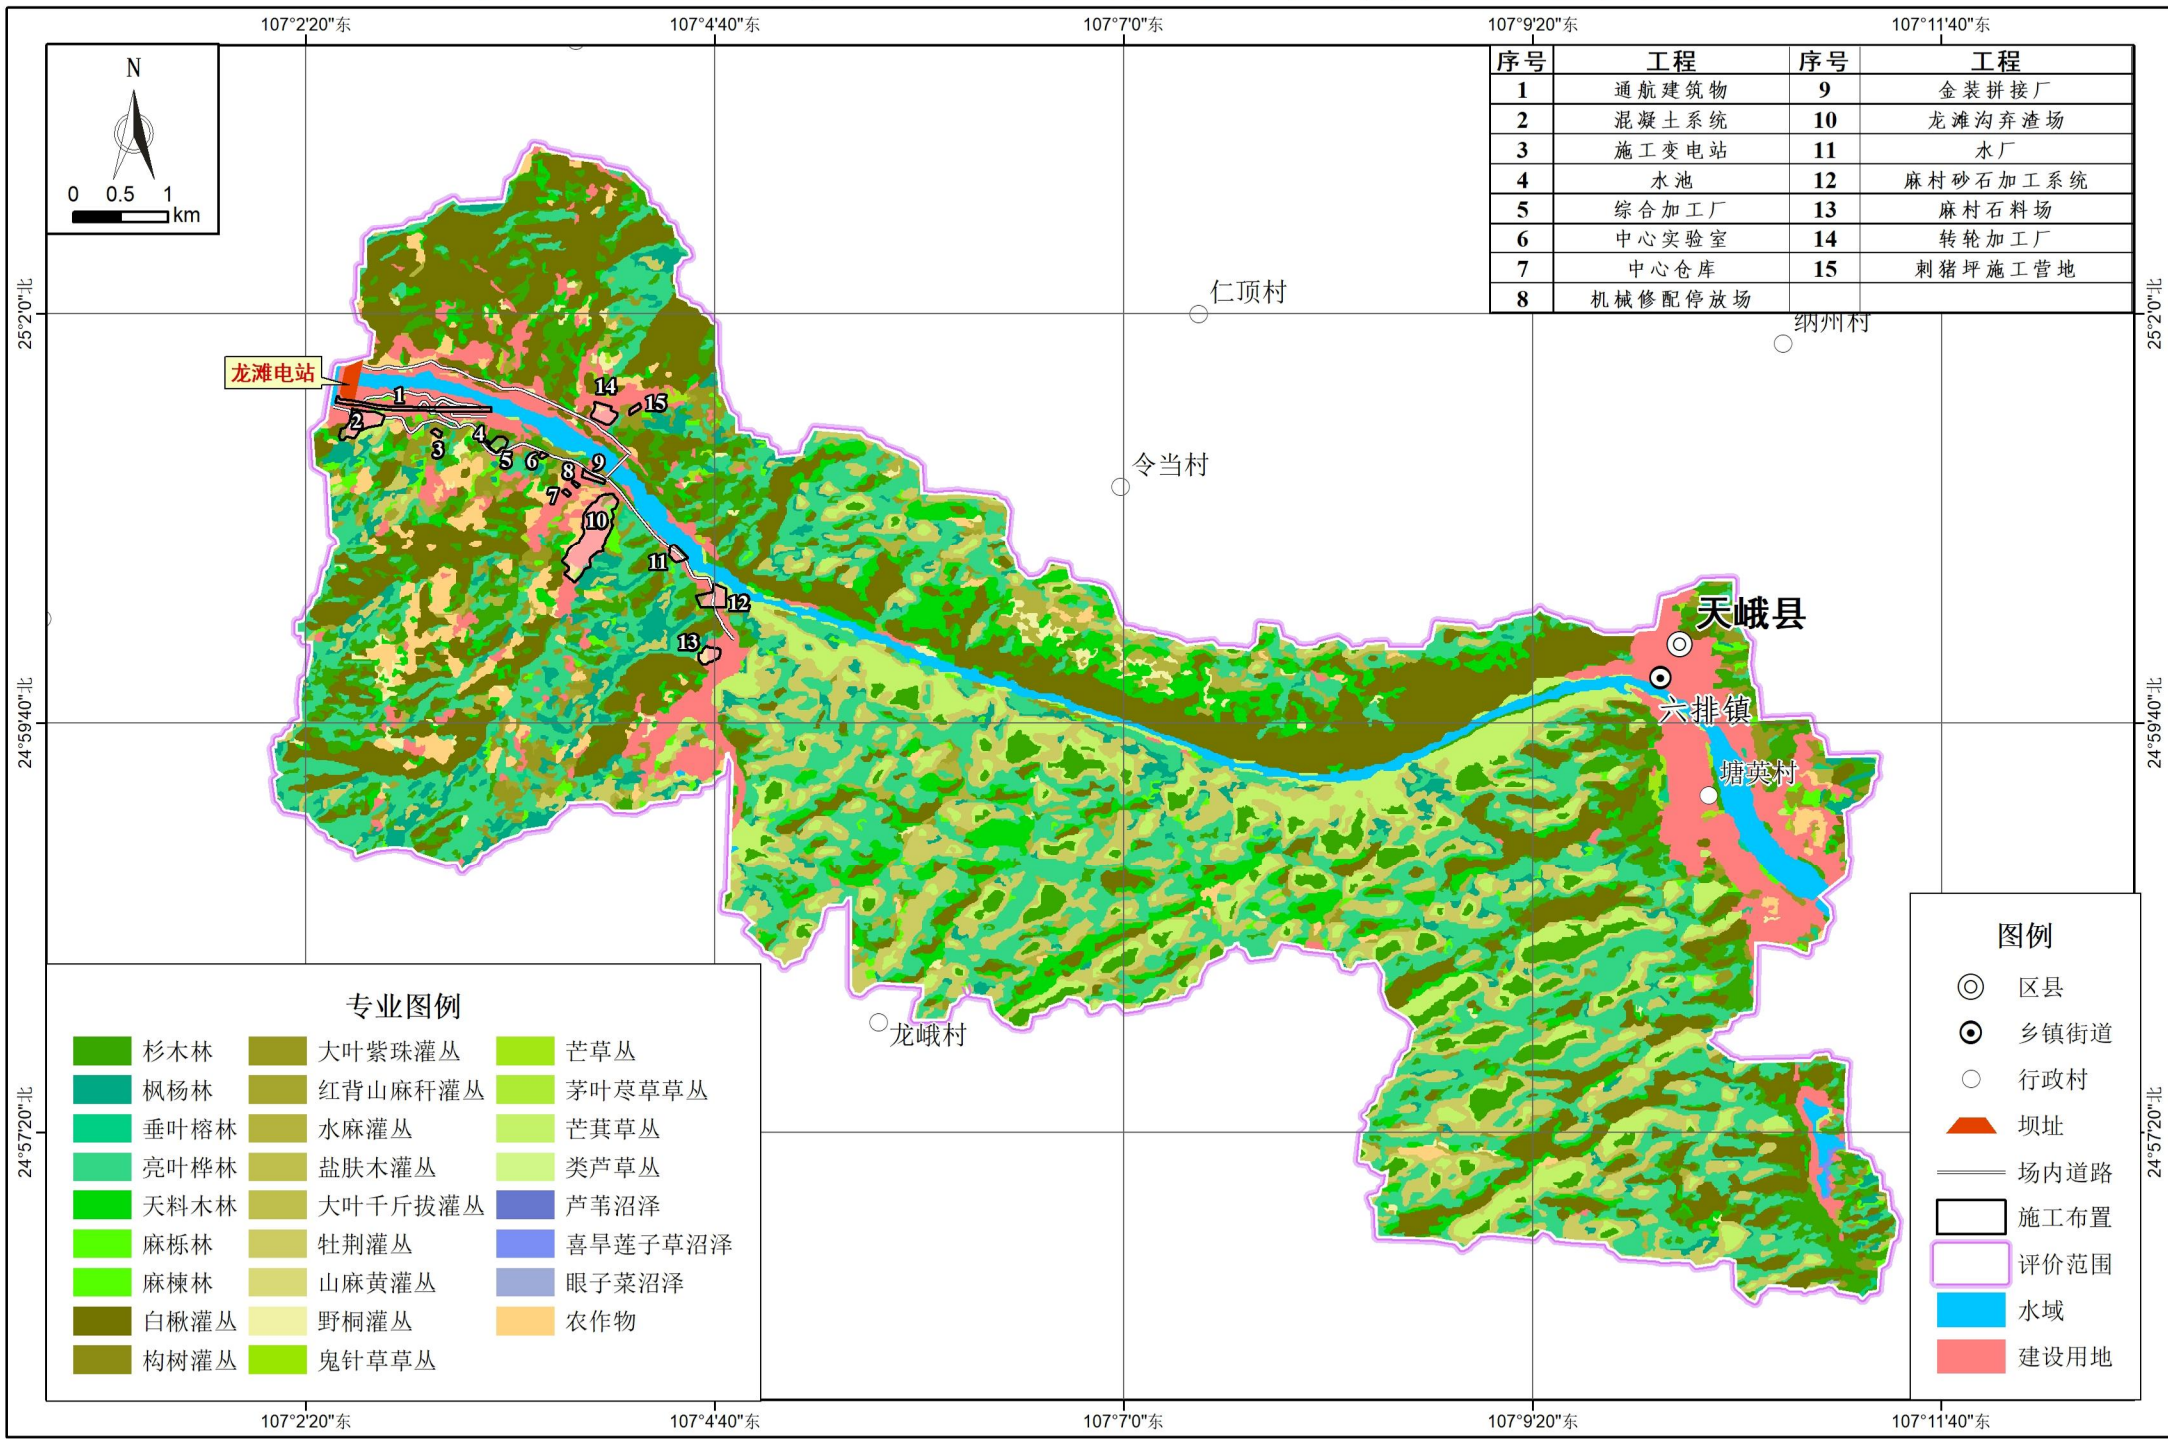 107°2'20"东 107°4'40"东 107°7'0"东 107°9'20"东 107°11'40"东
N
0 0.5 1
km
序号 工程 序号 工程
1 通航建筑物 9 金装拼接厂
2 混凝土系统 10 龙滩沟弃渣场
3 施工变电站 11 水厂
4 水池 12 麻村砂石加工系统
5 综合加工厂 13 麻村石料场
6 中心实验室 14 转轮加工厂
7 中心仓库 15 刺猪坪施工营地
8 机械修配停放场
25°2'0"北
25°2'0"北
仁顶村
纳州村
龙滩电站
1
2
3
4
5
6
7
8
9
10
11
12
13
14
15
令当村
天峨县
六排镇
塘英村
24°59'40"北
24°59'40"北
龙峨村
24°57'20"北
24°57'20"北
专业图例
杉木林 大叶紫珠灌丛 芒草丛
枫杨林 红背山麻秆灌丛 茅叶荩草草丛
垂叶榕林 水麻灌丛 芒萁草丛
亮叶桦林 盐肤木灌丛 类芦草丛
天料木林 大叶千斤拔灌丛 芦苇沼泽
麻栎林 牡荆灌丛 喜旱莲子草沼泽
麻楝林 山麻黄灌丛 眼子菜沼泽
白楸灌丛 野桐灌丛 农作物
构树灌丛 鬼针草草丛
图例
区县
乡镇街道
行政村
坝址
场内道路
施工布置
评价范围
水域
建设用地
107°2'20"东 107°4'40"东 107°7'0"东 107°9'20"东 107°11'40"东